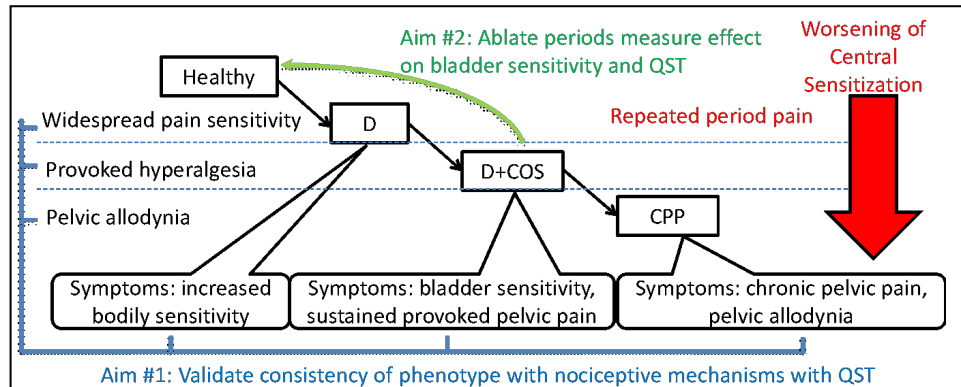 Aim #2: Ablate periods measure effect
on bladder sensitivity and QST
Worsening of
Central
Sensitization
Healthy
Repeated period pain
Widespread pain sensitivity
D
Provoked hyperalgesia
D+COS
Pelvic allodynia
CPP
Symptoms: increased
bodily sensitivity
Symptoms: bladder sensitivity,
sustained provoked pelvic pain
Symptoms: chronic pelvic pain,
pelvic allodynia
Aim #1: Validate consistency of phenotype with nociceptive mechanisms with QST